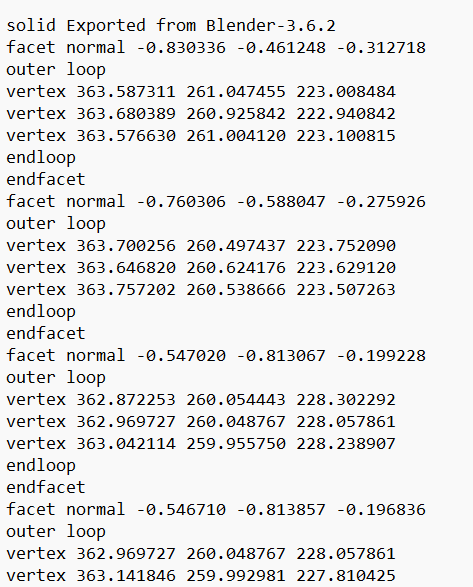 solid Exported from Blender-3.6.2
facet normal -0.830336 -0.461248 -0.312718
outer loop
vertex 363.587311 261.047455 223.008484
vertex 363.680389 260.925842 222.940842
vertex 363.576630 261.004120 223.100815
endloop
endfacet
facet normal -0.760306 -0.588047 -0.275926
outer loop
vertex 363.700256 260.497437 223.752090
vertex 363.646820 260.624176 223.629120
vertex 363.757202 260.538666 223.507263
endloop
endfacet
facet normal -0.547020 -0.813067 -0.199228
outer loop
vertex 362.872253 260.054443 228.302292
vertex 362.969727 260.048767 228.057861
vertex 363.042114 259.955750 228.238907
endloop
endfacet
facet normal -0.546710 -0.813857 -0.196836
outer loop
vertex 362.969727 260.048767 228.057861
vertex 363.141846 259.992981 227.810425